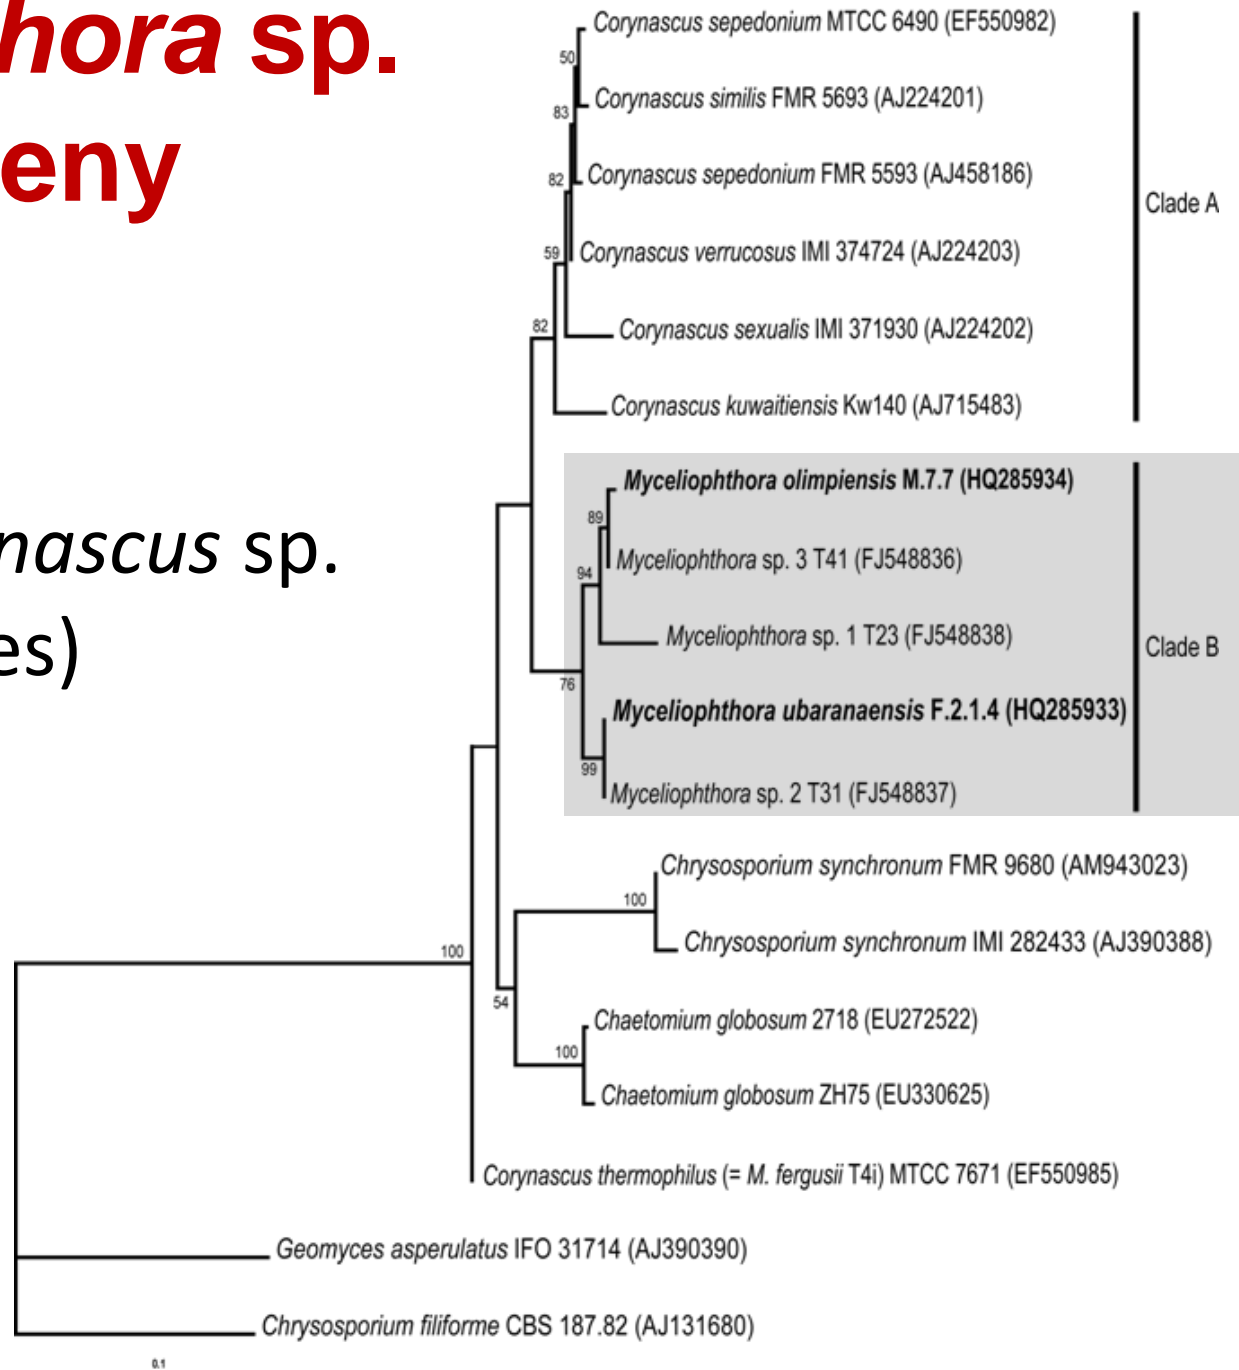 hora sp.
eny
nascus sp.
es)
Corynascus sepedonium MTCC 6490 (EF550982)
50
Corynascus similis FMR 5693 (AJ224201)
83
Corynascus sepedonium FMR 5593 (AJ458186)
82
Clade A
Corynascus verrucosus IMI 374724 (AJ224203)
59
Corynascus sexualis IMI 371930 (AJ224202)
82
Corynascus kuwaitiensis Kw140 (AJ715483)
Myceliophthora olimpiensis M.7.7 (HQ285934)
89
Myceliophthora sp. 3 T41 (FJ548836)
94
Myceliophthora sp. 1 T23 (FJ548838)
Clade B
76
Myceliophthora ubaranaensis F.2.1.4 (HQ285933)
99
Myceliophthora sp. 2 T31 (FJ548837)
Chrysosporium synchronum FMR 9680 (AM943023)
100
Chrysosporium synchronum IMI 282433 (AJ390388)
100
54
Chaetomium globosum 2718 (EU272522)
100
Chaetomium globosum ZH75 (EU330625)
Corynascus thermophilus (= M. fergusii T4i) MTCC 7671 (EF550985)
Geomyces asperulatus IFO 31714 (AJ390390)
Chrysosporium filiforme CBS 187.82 (AJ131680)
0.1